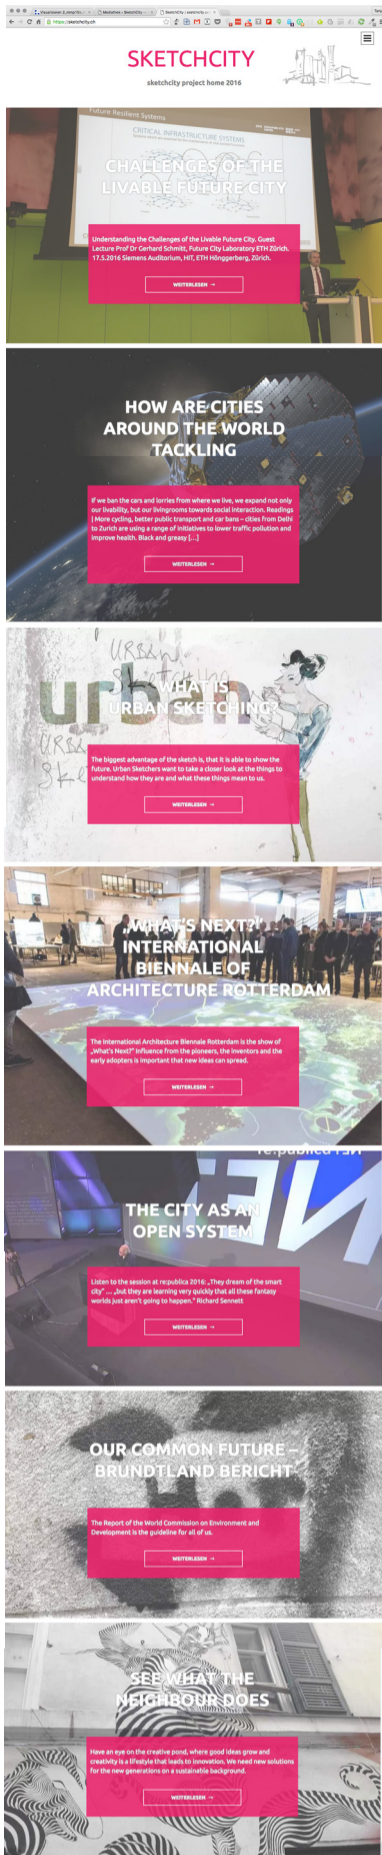 https://sketchcity.ch
SKETCHCITY
sketchcity project home 2016
Future Resilient Systems
CRITICAL INFRASTRUCTURE SYSTEMS
CHALLENGES OF THE
LIVABLE FUTURE CITY
Understanding the Challenges of the Livable Future City. Guest
Lecture Prof Dr Gerhard Schmitt, Future City Laboratory ETH Zürich.
17.5.2016 Siemens Auditorium, HIT, ETH Hönggerberg, Zürich.
WEITERLESEN →
HOW ARE CITIES
AROUND THE WORLD
TACKLING
If we ban the cars and lorries from where we live, we expand not only
our livability, but our livingrooms towards social interaction. Readings
| More cycling, better public transport and car bans – cities from Delhi
to Zurich are using a range of initiatives to lower traffic pollution and
improve health. Black and greasy […]
WEITERLESEN →
URBAN
Sketching
urban
WHAT IS
URBAN SKETCHING?
The biggest advantage of the sketch is, that it is able to show the
future. Urban Sketchers want to take a closer look at the things to
understand how they are and what these things mean to us.
WEITERLESEN →
„WHAT'S NEXT?“
INTERNATIONAL
BIENNALE OF
ARCHITECTURE ROTTERDAM
The International Architecture Biennale Rotterdam is the show of
„What's Next?“ Influence from the pioneers, the inventors and the
early adopters is important that new ideas can spread.
WEITERLESEN →
re:publica
THE CITY AS AN
OPEN SYSTEM
Listen to the session at re:publica 2016: „They dream of the smart
city“ … „but they are learning very quickly that all these fantasy
worlds just aren't going to happen.“ Richard Sennett
WEITERLESEN →
OUR COMMON FUTURE –
BRUNDTLAND BERICHT
The Report of the World Commission on Environment and
Development is the guideline for all of us.
WEITERLESEN →
SEE WHAT THE
NEIGHBOUR DOES
Have an eye on the creative pond, where good ideas grow and
creativity is a lifestyle that leads to innovation. We need new solutions
for the new generations on a sustainable background.
WEITERLESEN →